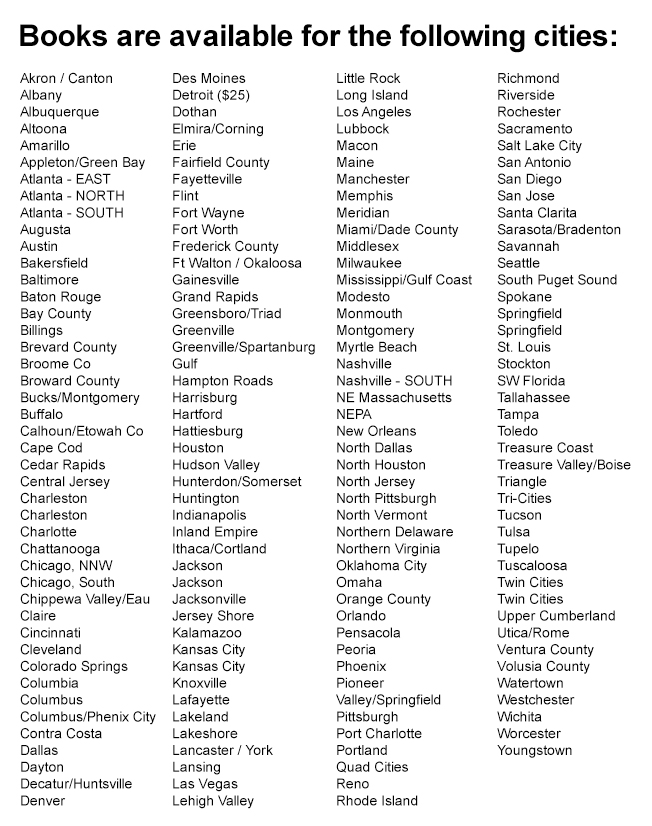 Books are available for the following cities:
Akron / Canton
Albany
Albuquerque
Altoona
Amarillo
Appleton/Green Bay
Atlanta - EAST
Atlanta - NORTH
Atlanta - SOUTH
Augusta
Austin
Bakersfield
Baltimore
Baton Rouge
Bay County
Billings
Brevard County
Broome Co
Broward County
Bucks/Montgomery
Buffalo
Calhoun/Etowah Co
Cape Cod
Cedar Rapids
Central Jersey
Charleston
Charleston
Charlotte
Chattanooga
Chicago, NNW
Chicago, South
Chippewa Valley/Eau
Claire
Cincinnati
Cleveland
Colorado Springs
Columbia
Columbus
Columbus/Phenix City
Contra Costa
Dallas
Dayton
Decatur/Huntsville
Denver
Des Moines
Detroit ($25)
Dothan
Elmira/Corning
Erie
Fairfield County
Fayetteville
Flint
Fort Wayne
Fort Worth
Frederick County
Ft Walton / Okaloosa
Gainesville
Grand Rapids
Greensboro/Triad
Greenville
Greenville/Spartanburg
Gulf
Hampton Roads
Harrisburg
Hartford
Hattiesburg
Houston
Hudson Valley
Hunterdon/Somerset
Huntington
Indianapolis
Inland Empire
Ithaca/Cortland
Jackson
Jackson
Jacksonville
Jersey Shore
Kalamazoo
Kansas City
Kansas City
Knoxville
Lafayette
Lakeland
Lakeshore
Lancaster / York
Lansing
Las Vegas
Lehigh Valley
Little Rock
Long Island
Los Angeles
Lubbock
Macon
Maine
Manchester
Memphis
Meridian
Miami/Dade County
Middlesex
Milwaukee
Mississippi/Gulf Coast
Modesto
Monmouth
Montgomery
Myrtle Beach
Nashville
Nashville - SOUTH
NE Massachusetts
NEPA
New Orleans
North Dallas
North Houston
North Jersey
North Pittsburgh
North Vermont
Northern Delaware
Northern Virginia
Oklahoma City
Omaha
Orange County
Orlando
Pensacola
Peoria
Phoenix
Pioneer
Valley/Springfield
Pittsburgh
Port Charlotte
Portland
Quad Cities
Reno
Rhode Island
Richmond
Riverside
Rochester
Sacramento
Salt Lake City
San Antonio
San Diego
San Jose
Santa Clarita
Sarasota/Bradenton
Savannah
Seattle
South Puget Sound
Spokane
Springfield
Springfield
St. Louis
Stockton
SW Florida
Tallahassee
Tampa
Toledo
Treasure Coast
Treasure Valley/Boise
Triangle
Tri-Cities
Tucson
Tulsa
Tupelo
Tuscaloosa
Twin Cities
Twin Cities
Upper Cumberland
Utica/Rome
Ventura County
Volusia County
Watertown
Westchester
Wichita
Worcester
Youngstown